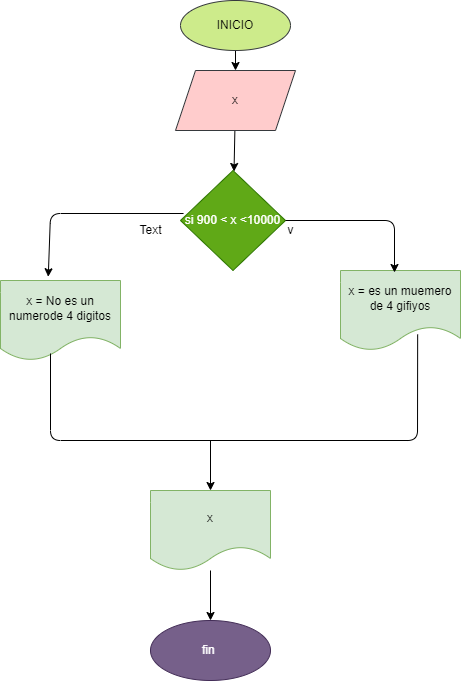 INICIO
x
si 900 < x <10000
Text
v
x = No es un
numerode 4 digitos
x = es un muemero
de 4 gifiyos
x
fin